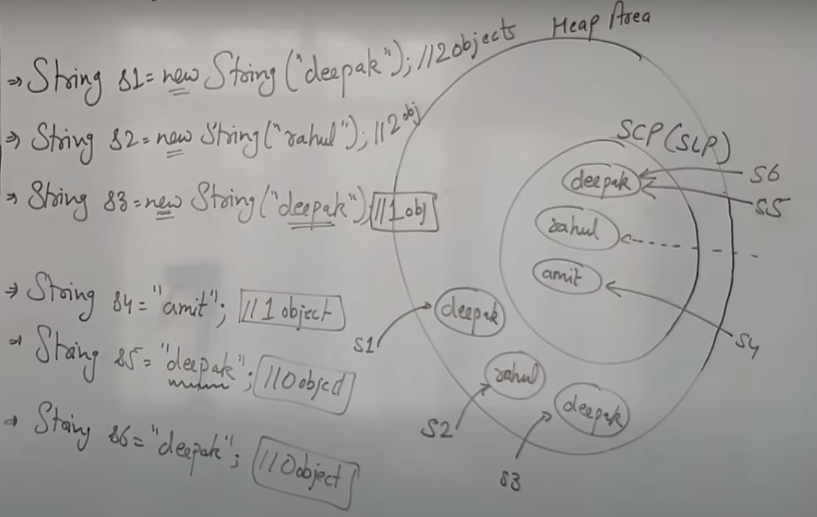 ⇒ String s1 = new String("deepak"); //2 objects
⇒ String s2 = new String("rahul"); //2 obj
⇒ String s3 = new String("deepak") //1 obj
⇒ String s4 = "amit"; //1 object
⇒ String s5 = "deepak"; //0 object
⇒ String s6 = "deepak"; //0 object
Heap Area
SCP (SLP)
deepak
s6
s5
rahul
amit
s4
s1
deepak
s2
rahul
s3
deepak